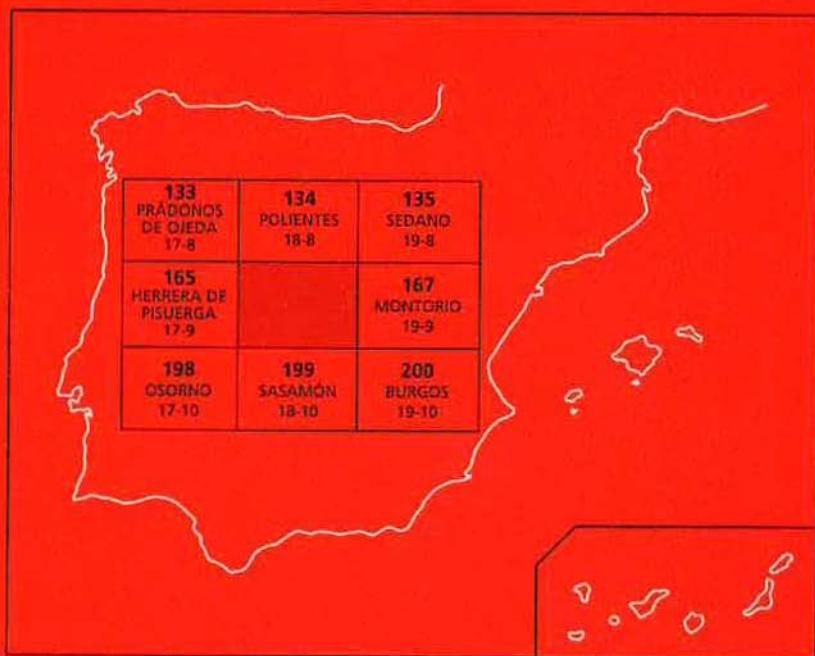 133
PRÁDONOS
DE OJEDA
17-8
134
POLIENTES
18-8
135
SEDANO
19-8
165
HERRERA DE
PISUERGA
17-9
167
MONTORIO
19-9
198
OSORNO
17-10
199
SASAMÓN
18-10
200
BURGOS
19-10